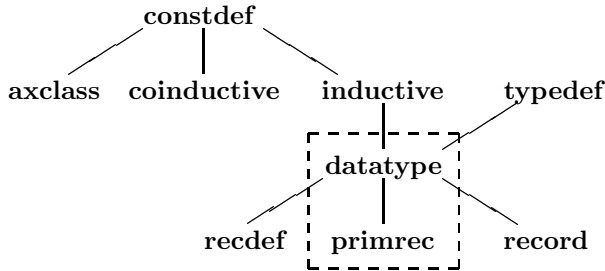 constdef
axclass coinductive inductive typedef
datatype
recdef primrec record